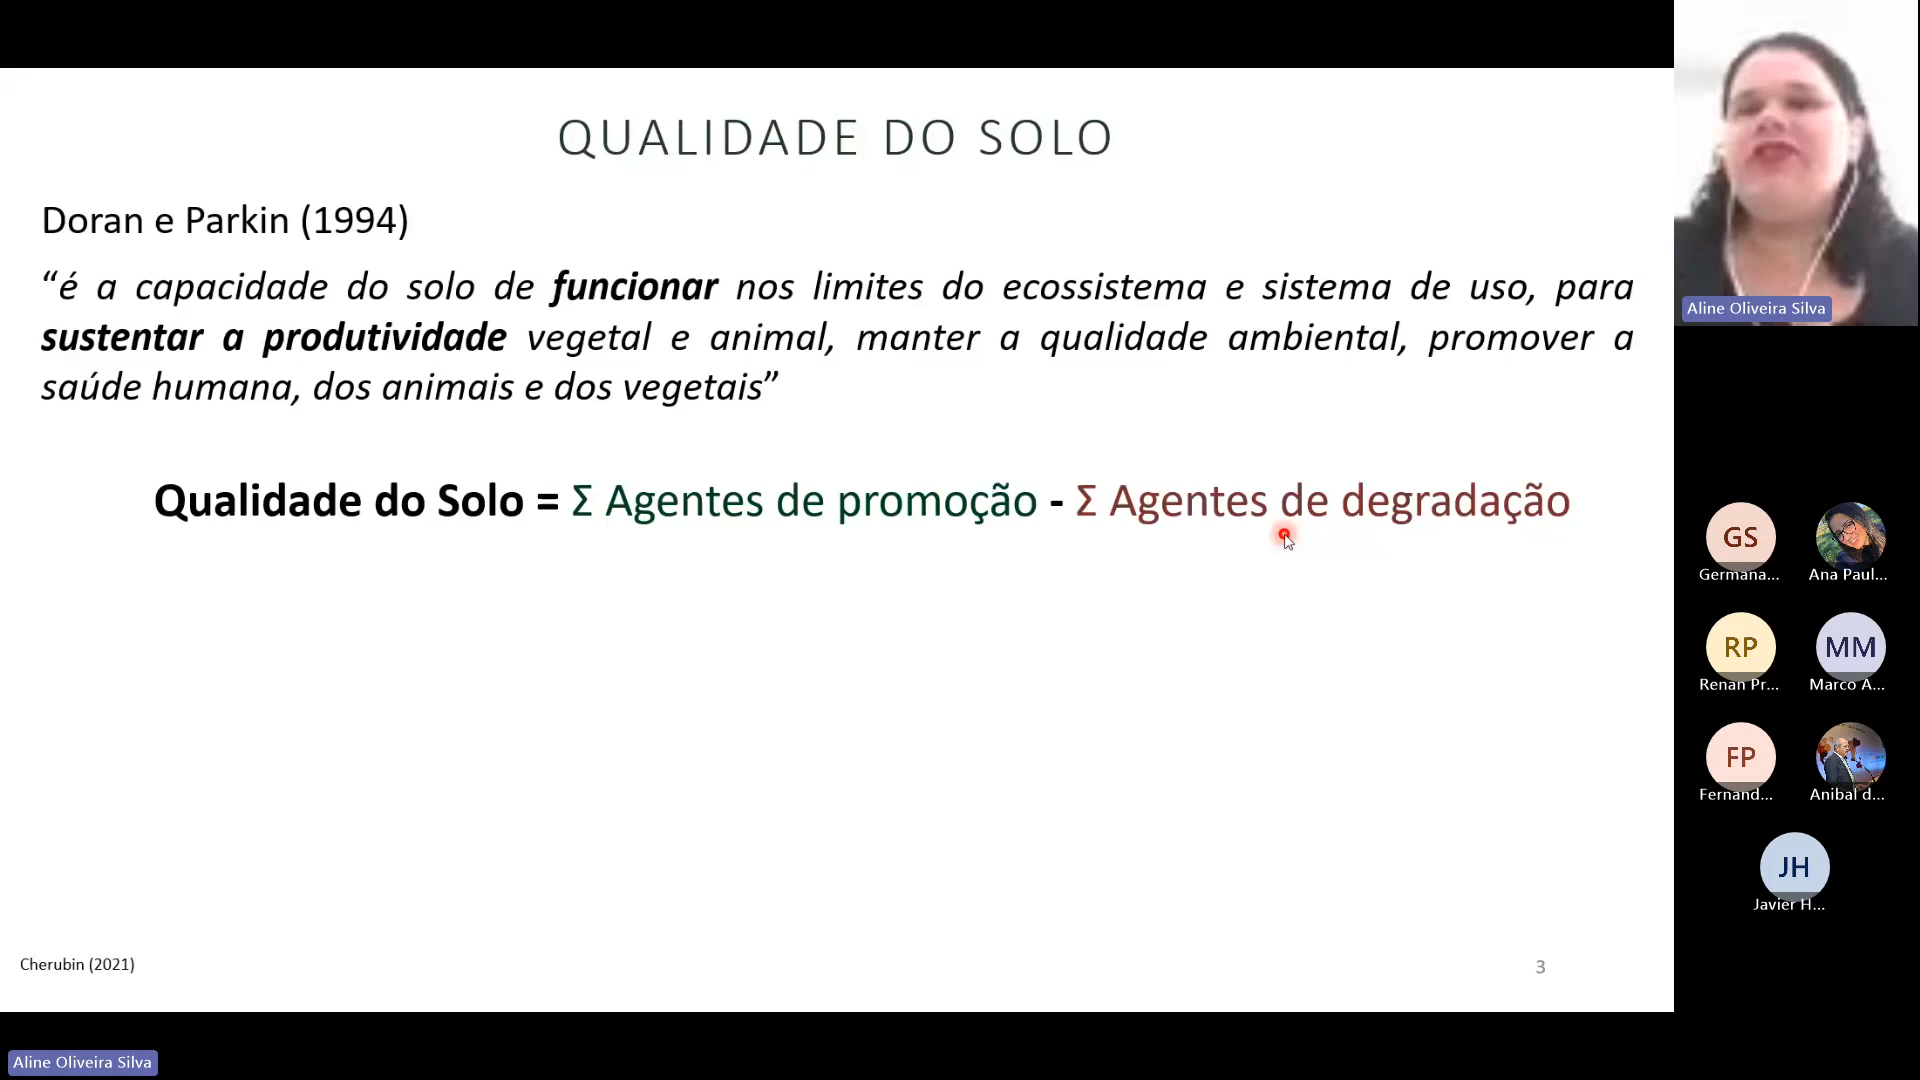 QUALIDADE DO SOLO
Doran e Parkin (1994)
“é a capacidade do solo de funcionar nos limites do ecossistema e sistema de uso, para
sustentar a produtividade vegetal e animal, manter a qualidade ambiental, promover a
saúde humana, dos animais e dos vegetais”
Qualidade do Solo = Σ Agentes de promoção - Σ Agentes de degradação
Cherubin (2021)
3
Aline Oliveira Silva
Aline Oliveira Silva
GS
Germana...
Ana Paul...
RP
Renan Pr...
MM
Marco A...
FP
Fernand...
Anibal d...
JH
Javier H...